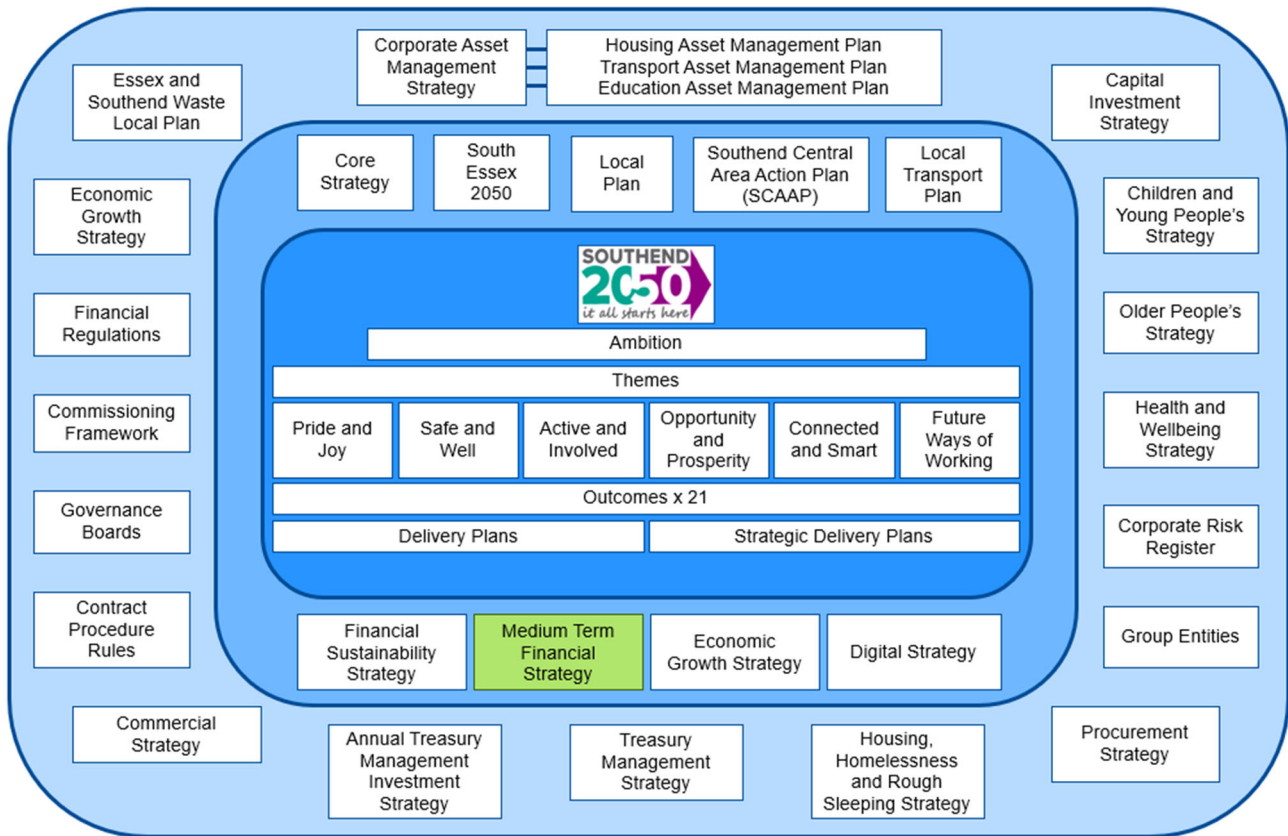 Corporate Asset
Management
Strategy
Housing Asset Management Plan
Transport Asset Management Plan
Education Asset Management Plan
Essex and
Southend Waste
Local Plan
Capital
Investment
Strategy
Core
Strategy
South
Essex
2050
Local
Plan
Southend Central
Area Action Plan
(SCAAP)
Local
Transport
Plan
Economic
Growth
Strategy
Children and
Young People's
Strategy
SOUTHEND
2050
it all starts here
Financial
Regulations
Older People's
Strategy
Ambition
Themes
Commissioning
Framework
Pride and
Joy
Safe and
Well
Active and
Involved
Opportunity
and
Prosperity
Connected
and Smart
Future
Ways of
Working
Health and
Wellbeing
Strategy
Outcomes x 21
Governance
Boards
Delivery Plans
Strategic Delivery Plans
Corporate Risk
Register
Contract
Procedure
Rules
Financial
Sustainability
Strategy
Medium Term
Financial
Strategy
Economic
Growth Strategy
Digital Strategy
Group Entities
Commercial
Strategy
Annual Treasury
Management
Investment
Strategy
Treasury
Management
Strategy
Housing,
Homelessness
and Rough
Sleeping Strategy
Procurement
Strategy